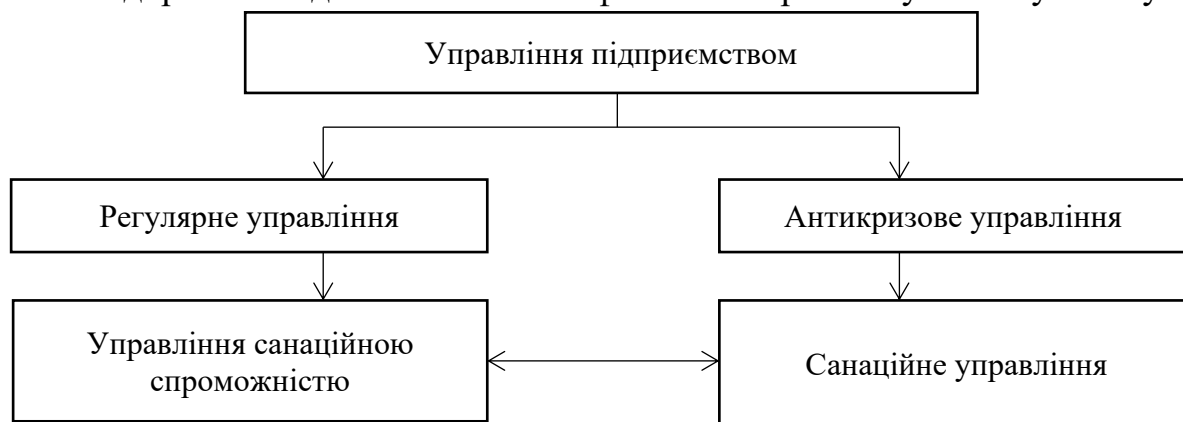 Управління підприємством
Регулярне управління
Антикризове управління
Управління санаційною
спроможністю
Санаційне управління